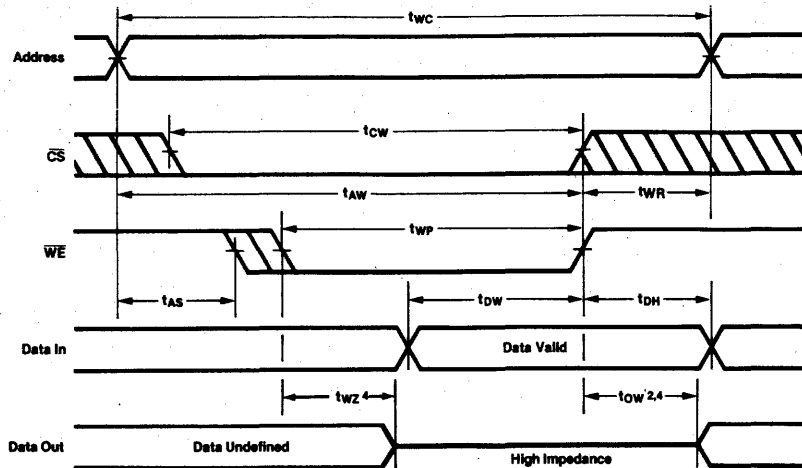 tWC
Address
tCW
CS
tAW
tWR
tWP
WE
tAS
tDW
tDH
Data In
Data Valid
tWZ 4
tOW 2,4
Data Out
Data Undefined
High Impedance